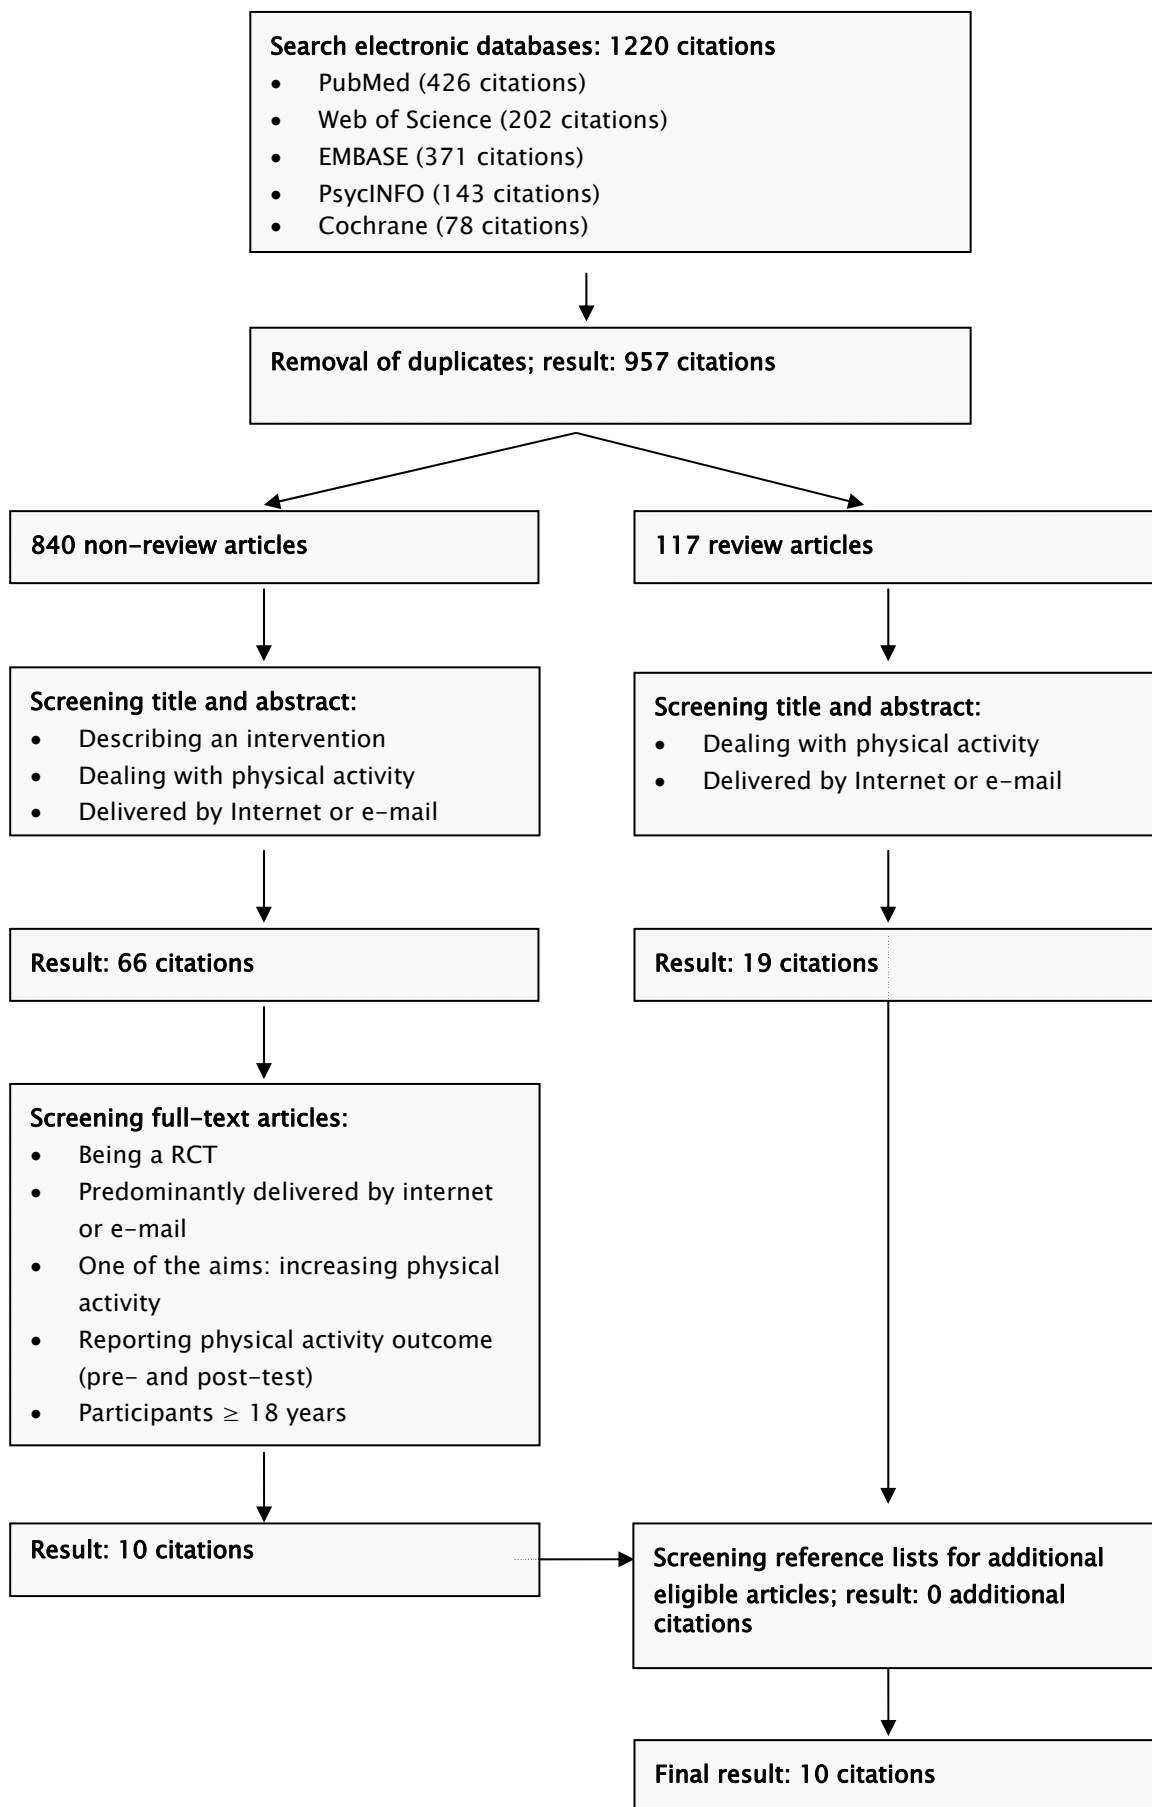 Search electronic databases: 1220 citations
• PubMed (426 citations)
• Web of Science (202 citations)
• EMBASE (371 citations)
• PsycINFO (143 citations)
• Cochrane (78 citations)
Removal of duplicates; result: 957 citations
840 non-review articles
117 review articles
Screening title and abstract:
• Describing an intervention
• Dealing with physical activity
• Delivered by Internet or e-mail
Screening title and abstract:
• Dealing with physical activity
• Delivered by Internet or e-mail
Result: 66 citations
Result: 19 citations
Screening full-text articles:
• Being a RCT
• Predominantly delivered by internet
or e-mail
• One of the aims: increasing physical
activity
• Reporting physical activity outcome
(pre- and post-test)
• Participants ≥ 18 years
Result: 10 citations
Screening reference lists for additional
eligible articles; result: 0 additional
citations
Final result: 10 citations